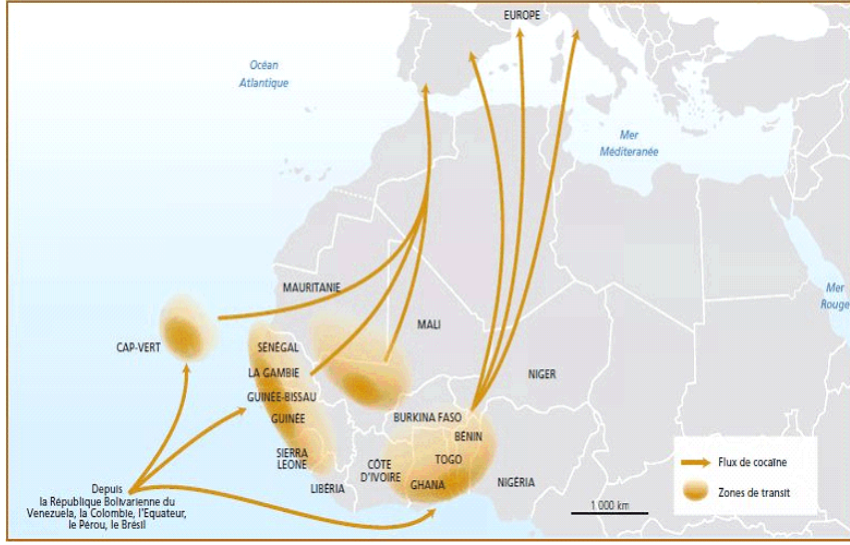 EUROPE
Océan
Atlantique
Mer
Méditeranée
MAURITANIE
Mer
Rouge
MALI
CAP-VERT
SÉNÉGAL
LA GAMBIE
NIGER
GUINÉE-BISSAU
BURKINA FASO
GUINÉE
BÉNIN
SIERRA
LEONE
CÔTE
D'IVOIRE
TOGO
Flux de cocaïne
LIBÉRIA
GHANA
NIGÉRIA
Zones de transit
Depuis
la République Bolivarienne du
Venezuela, la Colombie, l'Equateur,
le Pérou, le Brésil
1 000 km